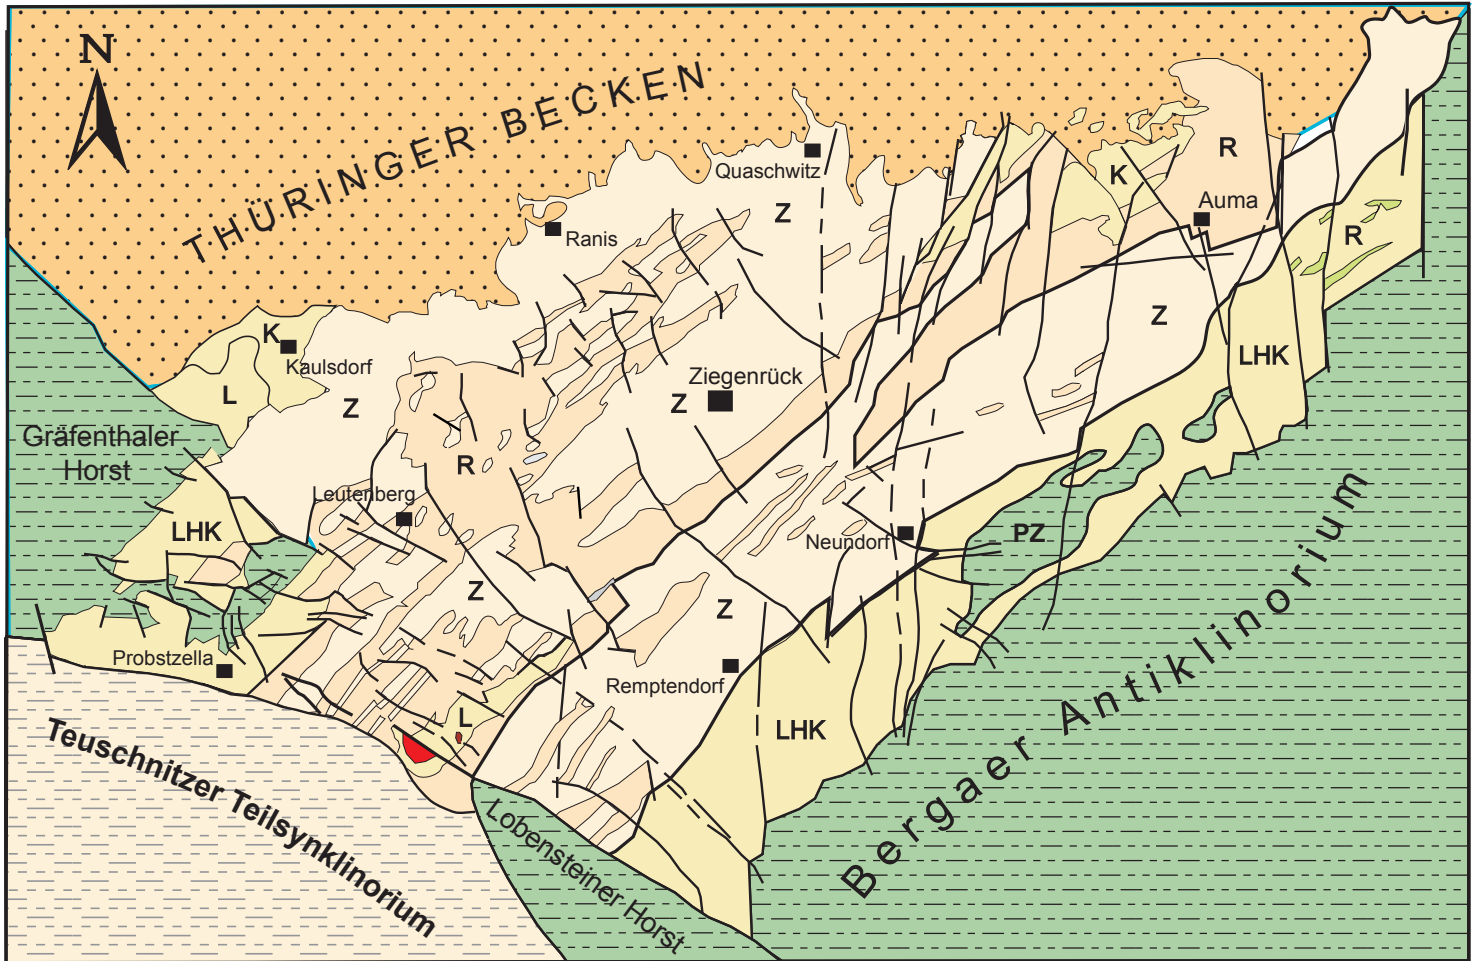 N
THÜRINGER BECKEN
Quaschwitz
Z
Ranis
K
R
Auma
R
K
Kaulsdorf
L
Z
Ziegenrück
Z
Z
LHK
Gräfenthaler
Horst
R
Leutenberg
LHK
Neundorf
PZ
Z
Z
Probstzella
Remptendorf
L
LHK
Teuschnitzer Teilsynklinorium
Lobensteiner Horst
Bergaer Antiklinorium